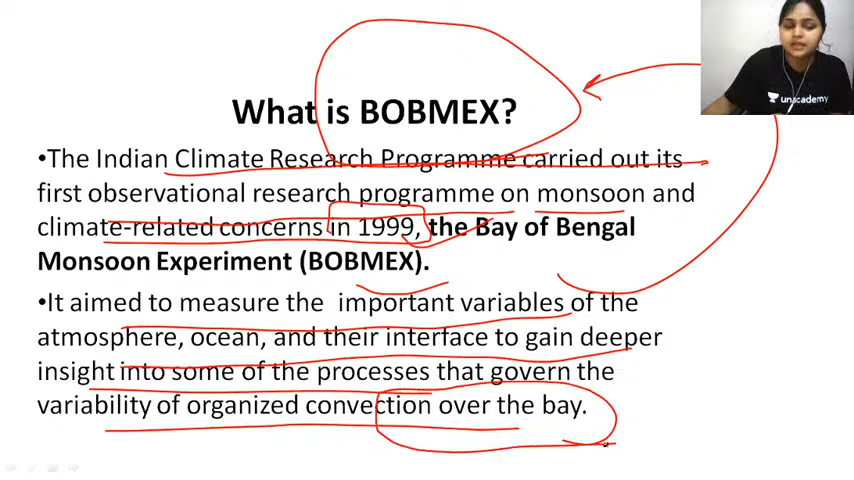 What is BOBMEX?
•The Indian Climate Research Programme carried out its
first observational research programme on monsoon and
climate-related concerns in 1999, the Bay of Bengal
Monsoon Experiment (BOBMEX).
•It aimed to measure the important variables of the
atmosphere, ocean, and their interface to gain deeper
insight into some of the processes that govern the
variability of organized convection over the bay.
unacademy